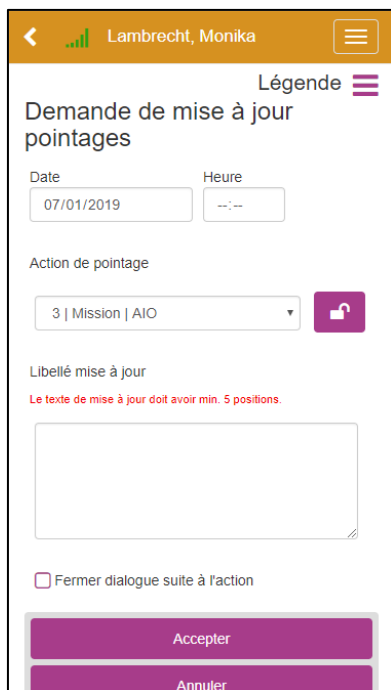 Lambrecht, Monika
Légende
Demande de mise à jour
pointages
Date Heure
07/01/2019 --:--
Action de pointage
3 | Mission | AIO
Libellé mise à jour
Le texte de mise à jour doit avoir min. 5 positions.
Fermer dialogue suite à l'action
Accepter
Annuler